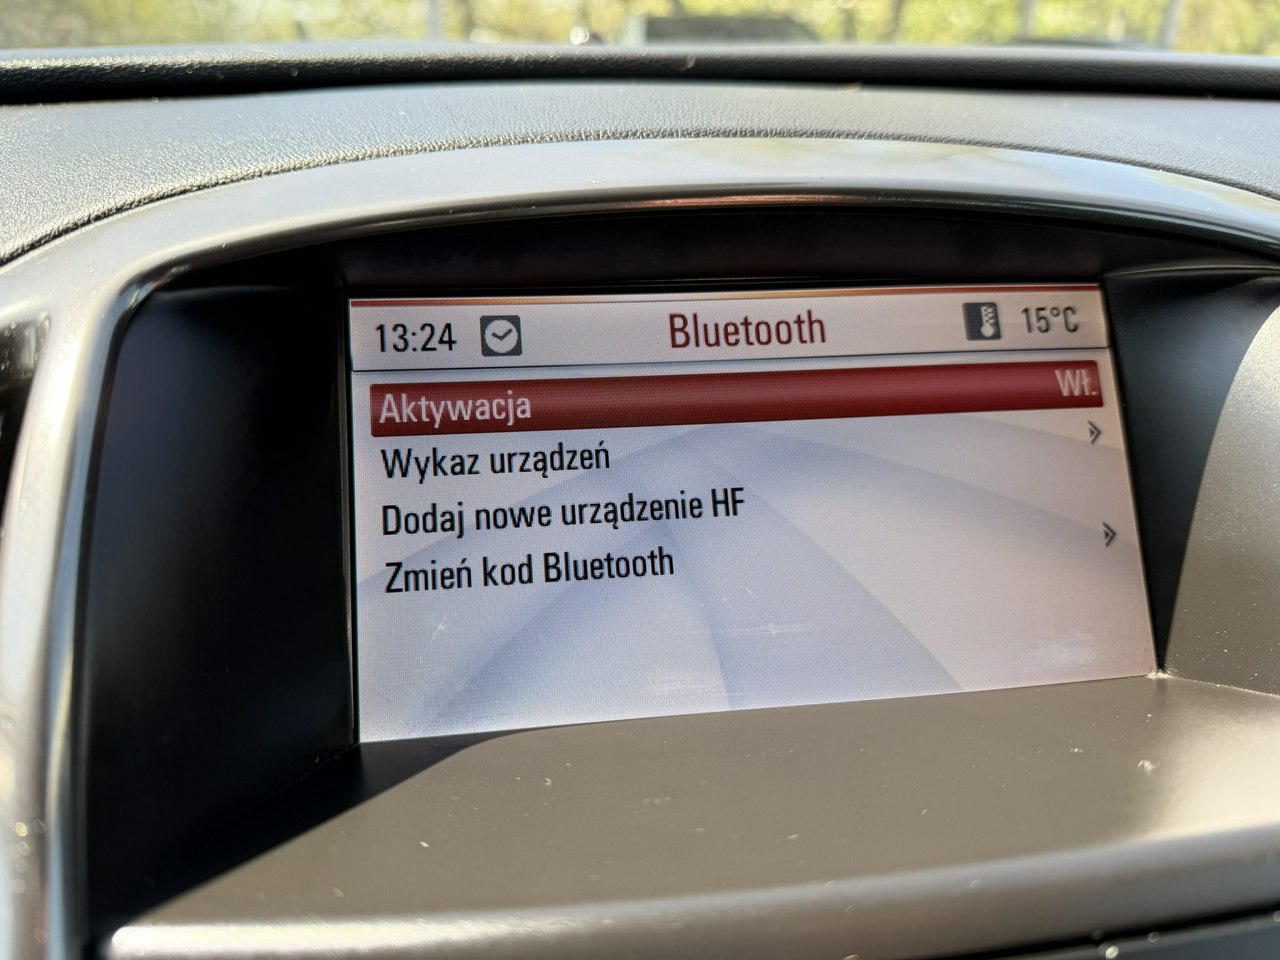 13:24 Bluetooth 15°C
Aktywacja Wł.
Wykaz urządzeń
Dodaj nowe urządzenie HF
Zmień kod Bluetooth